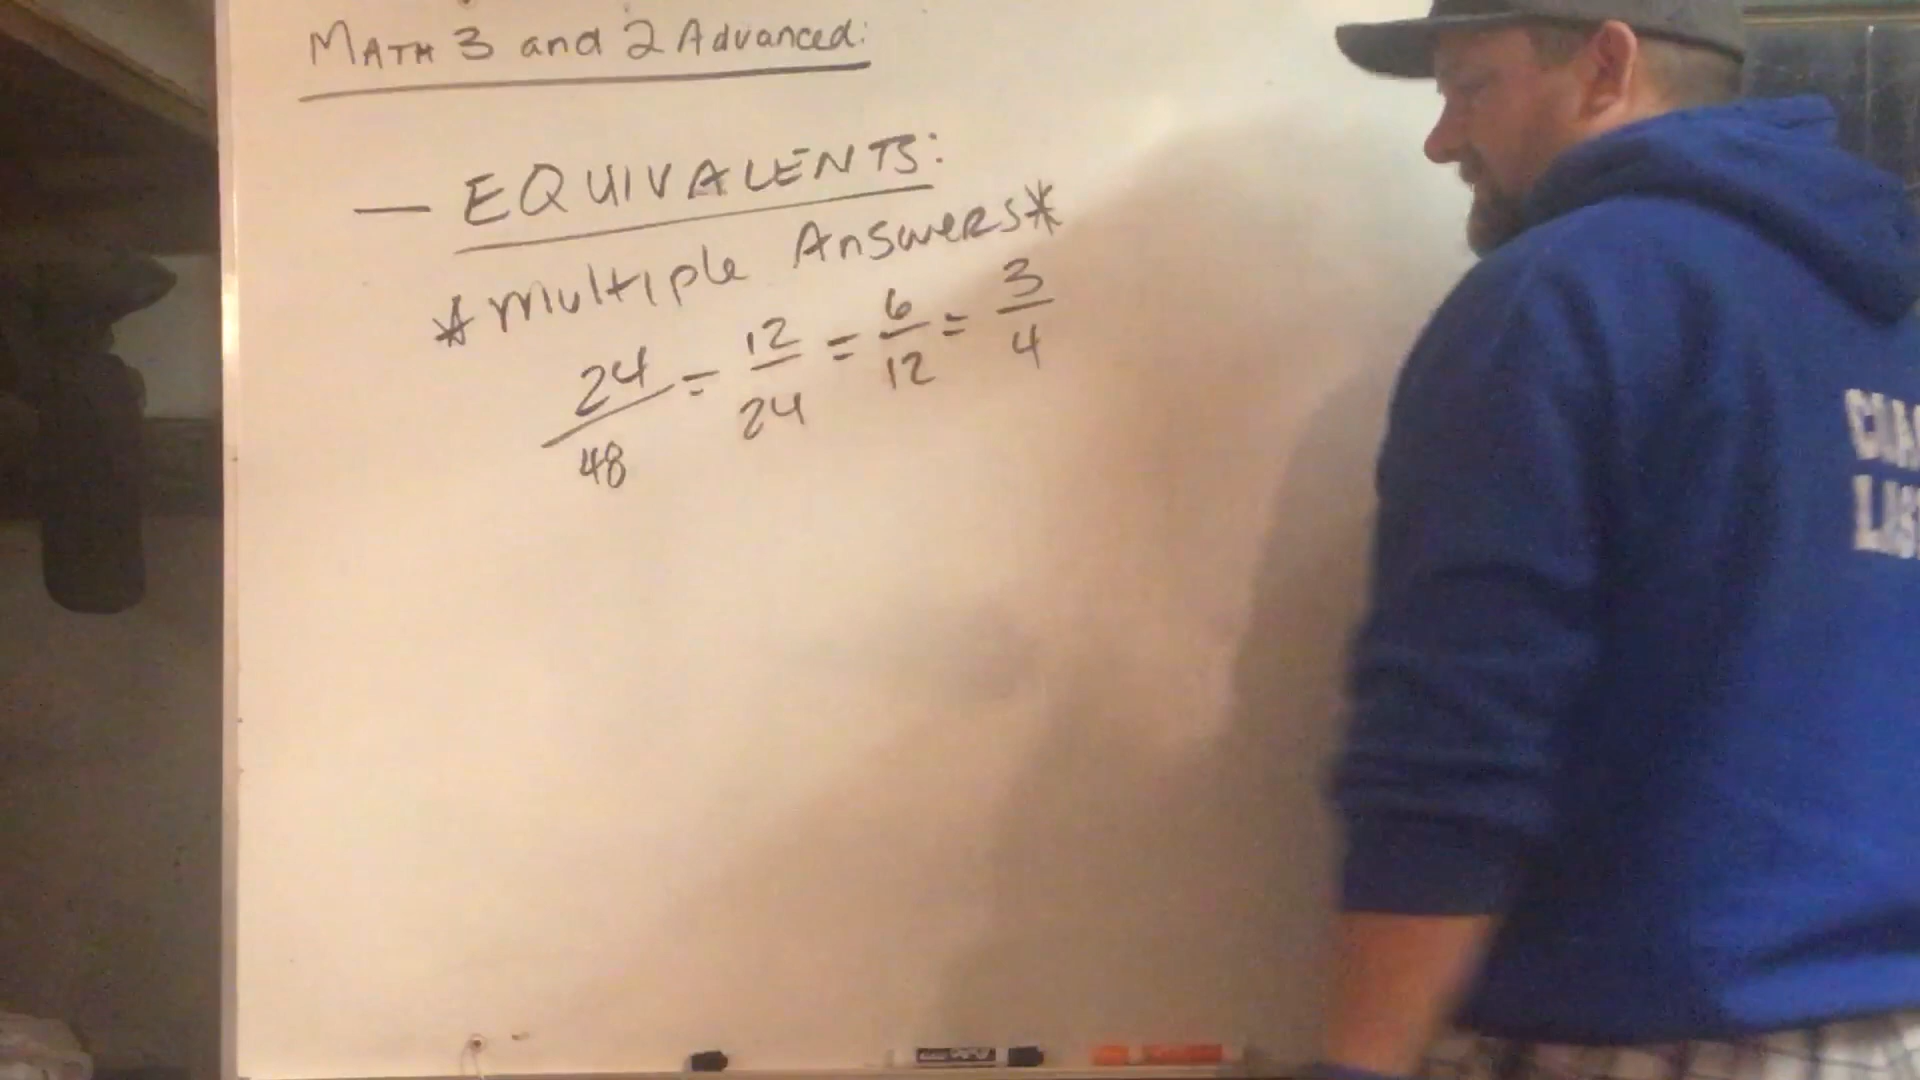 MATH 3 and 2 Advanced:
— EQUIVALENTS:
* Multiple Answers *
24/48 = 12/24 = 6/12 = 3/4